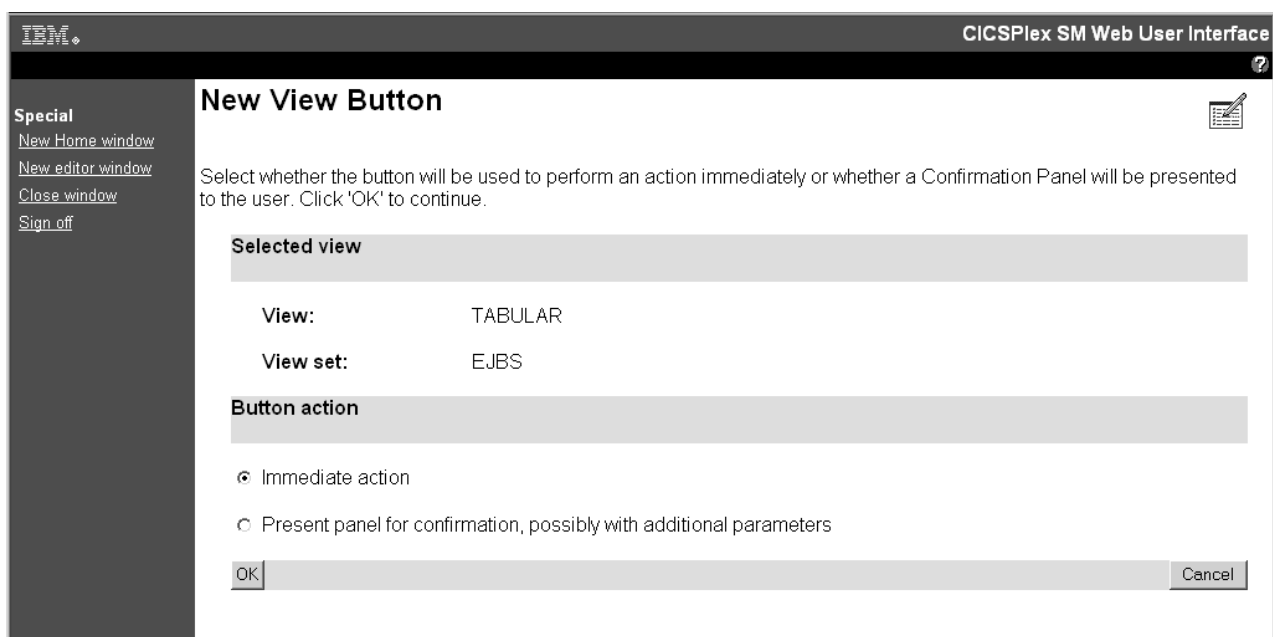 IBM.
CICSPlex SM Web User Interface
?
Special
New Home window
New editor window
Close window
Sign off
New View Button
Select whether the button will be used to perform an action immediately or whether a Confirmation Panel will be presented
to the user. Click 'OK' to continue.
Selected view
View: TABULAR
View set: EJBS
Button action
Immediate action
Present panel for confirmation, possibly with additional parameters
OK
Cancel